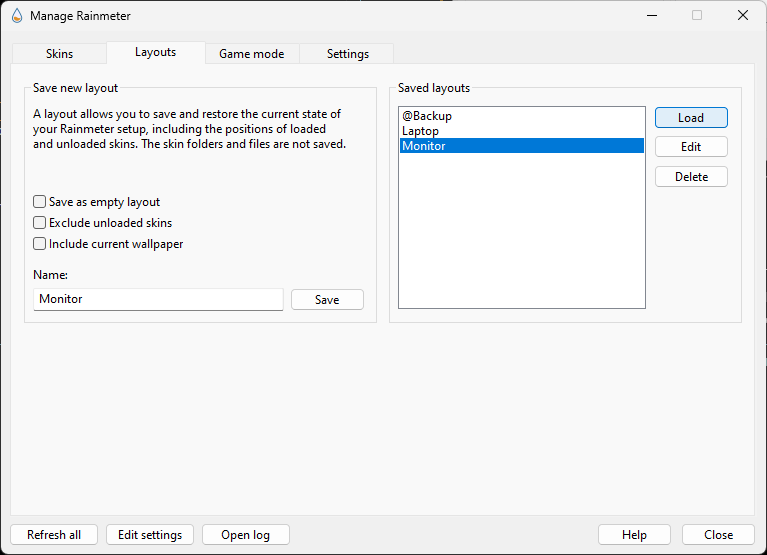 Manage Rainmeter
Skins
Layouts
Game mode
Settings
Save new layout
A layout allows you to save and restore the current state of
your Rainmeter setup, including the positions of loaded
and unloaded skins. The skin folders and files are not saved.
Save as empty layout
Exclude unloaded skins
Include current wallpaper
Name:
Monitor
Save
Saved layouts
@Backup
Laptop
Monitor
Load
Edit
Delete
Refresh all
Edit settings
Open log
Help
Close